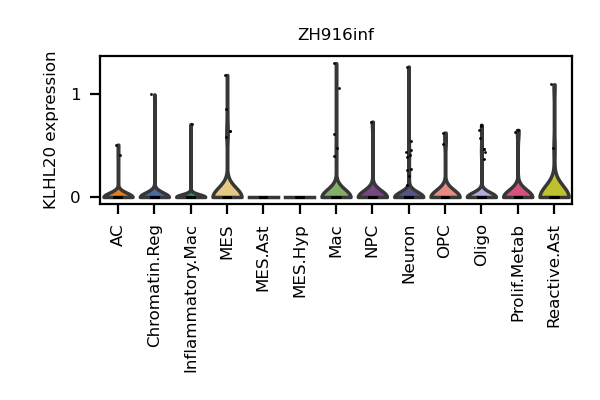 ZH916inf
KLHL20 expression
1
0
AC
Chromatin.Reg
Inflammatory.Mac
MES
MES.Ast
MES.Hyp
Mac
NPC
Neuron
OPC
Oligo
Prolif.Metab
Reactive.Ast